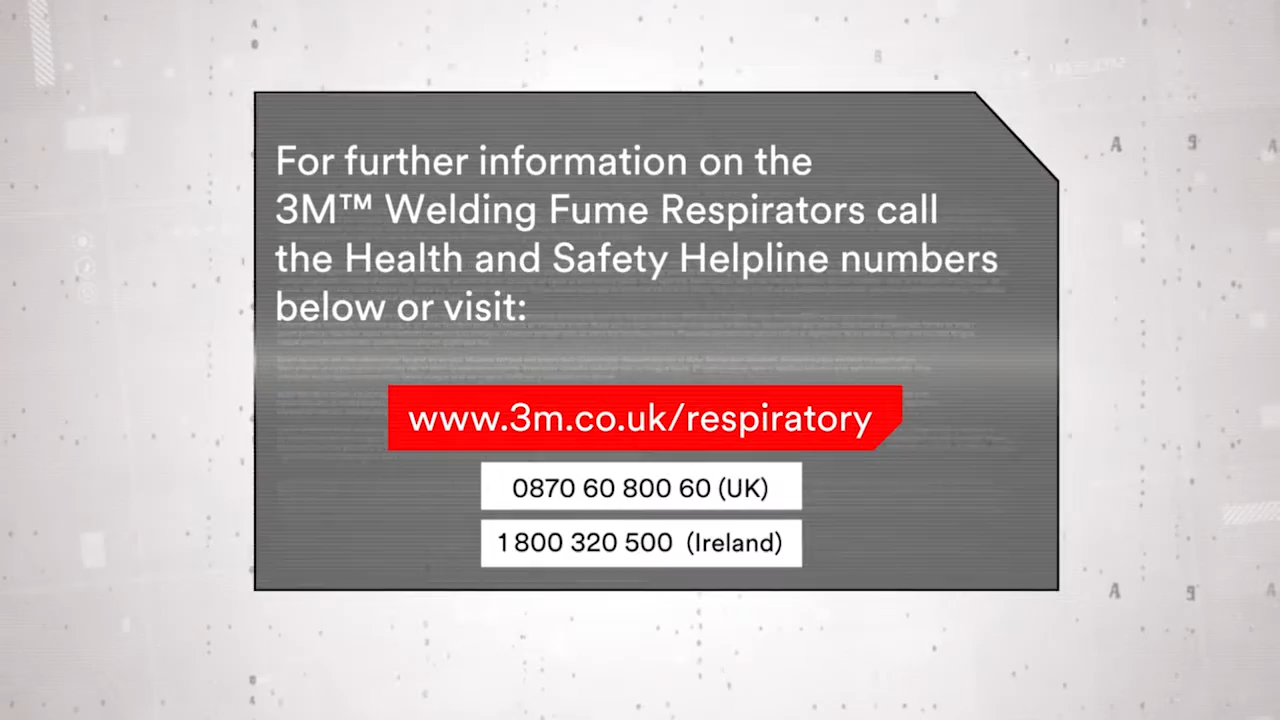 For further information on the
3M™ Welding Fume Respirators call
the Health and Safety Helpline numbers
below or visit:
www.3m.co.uk/respiratory
0870 60 800 60 (UK)
1 800 320 500 (Ireland)